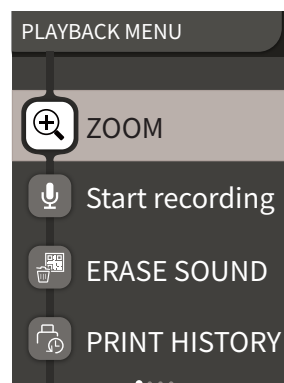 PLAYBACK MENU
ZOOM
Start recording
ERASE SOUND
PRINT HISTORY